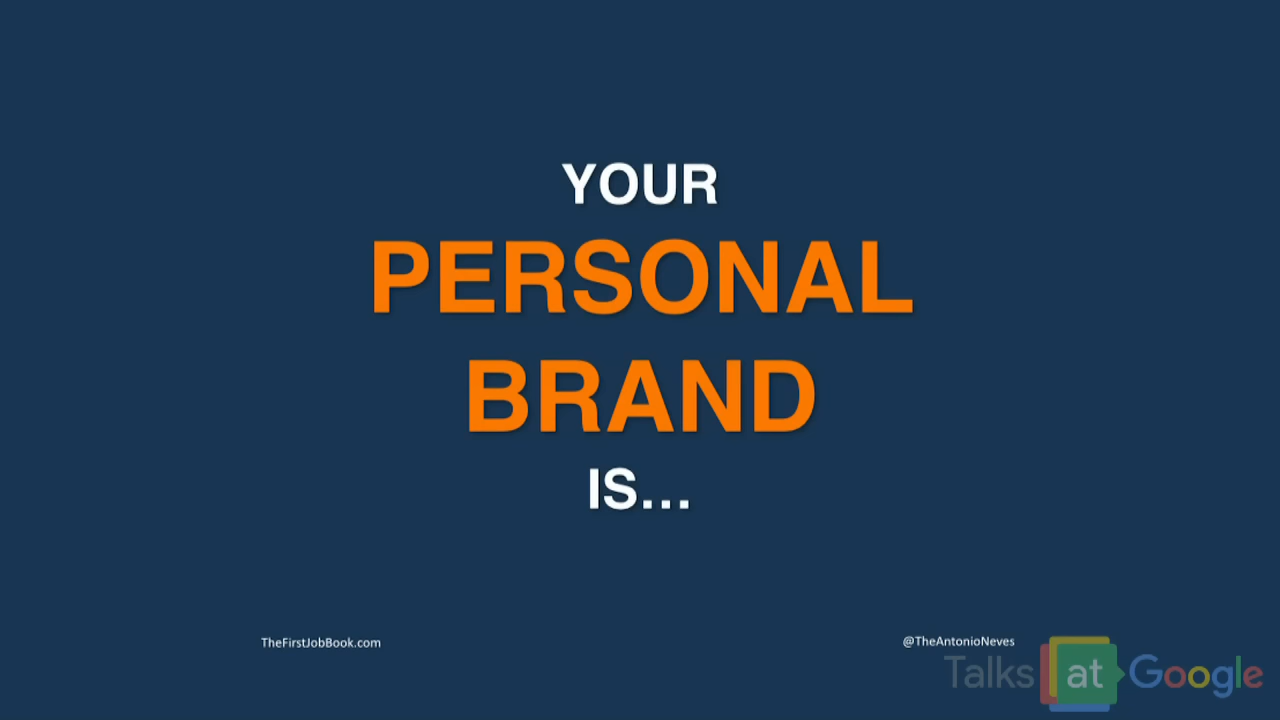 YOUR
PERSONAL
BRAND
IS...
TheFirstJobBook.com
@TheAntonioNeves
Talks at Google